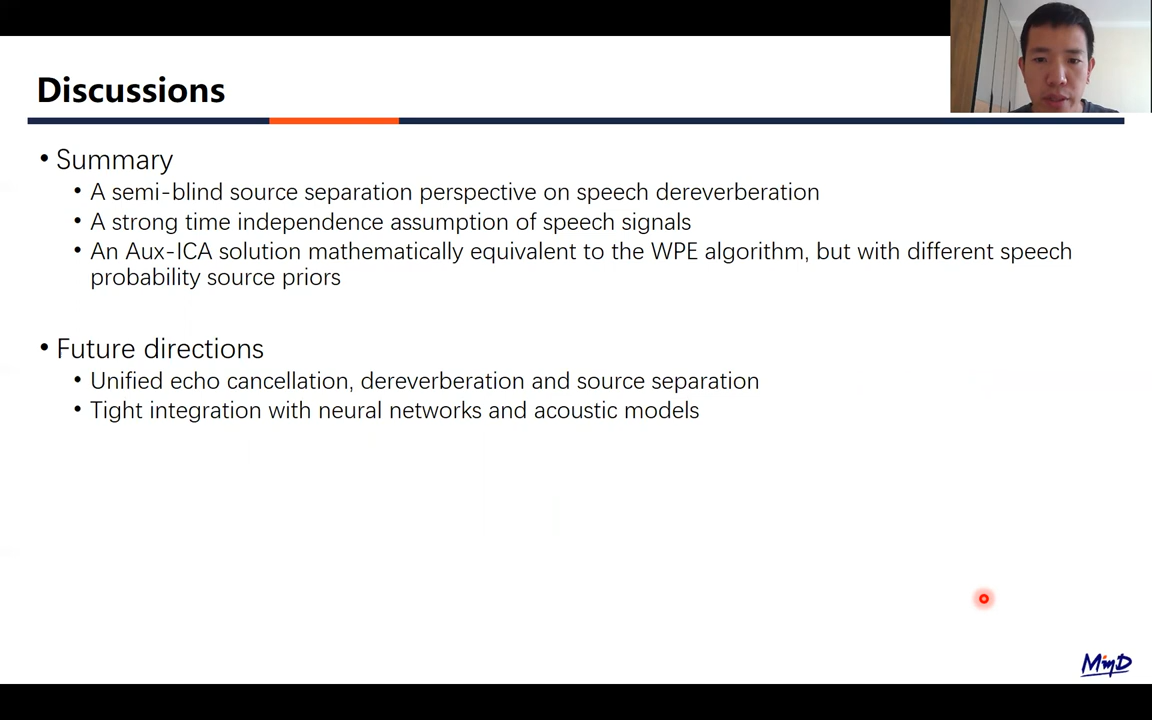 Discussions
• Summary
• A semi-blind source separation perspective on speech dereverberation
• A strong time independence assumption of speech signals
• An Aux-ICA solution mathematically equivalent to the WPE algorithm, but with different speech
probability source priors
• Future directions
• Unified echo cancellation, dereverberation and source separation
• Tight integration with neural networks and acoustic models
MinD